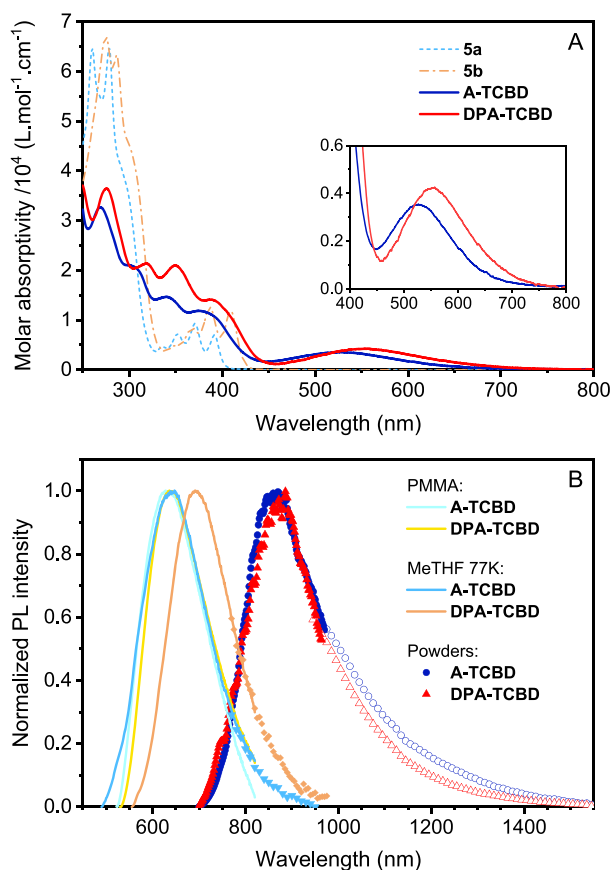 A
5a
5b
A-TCBD
DPA-TCBD
Molar absorptivity /10⁴ (L.mol⁻¹.cm⁻¹)
7
6
5
4
3
2
1
0
0.6
0.4
0.2
0.0
400 500 600 700 800
300 400 500 600 700 800
Wavelength (nm)
B
PMMA:
A-TCBD
DPA-TCBD
MeTHF 77K:
A-TCBD
DPA-TCBD
Powders:
A-TCBD
DPA-TCBD
Normalized PL intensity
1.0
0.8
0.6
0.4
0.2
0.0
600 800 1000 1200 1400
Wavelength (nm)